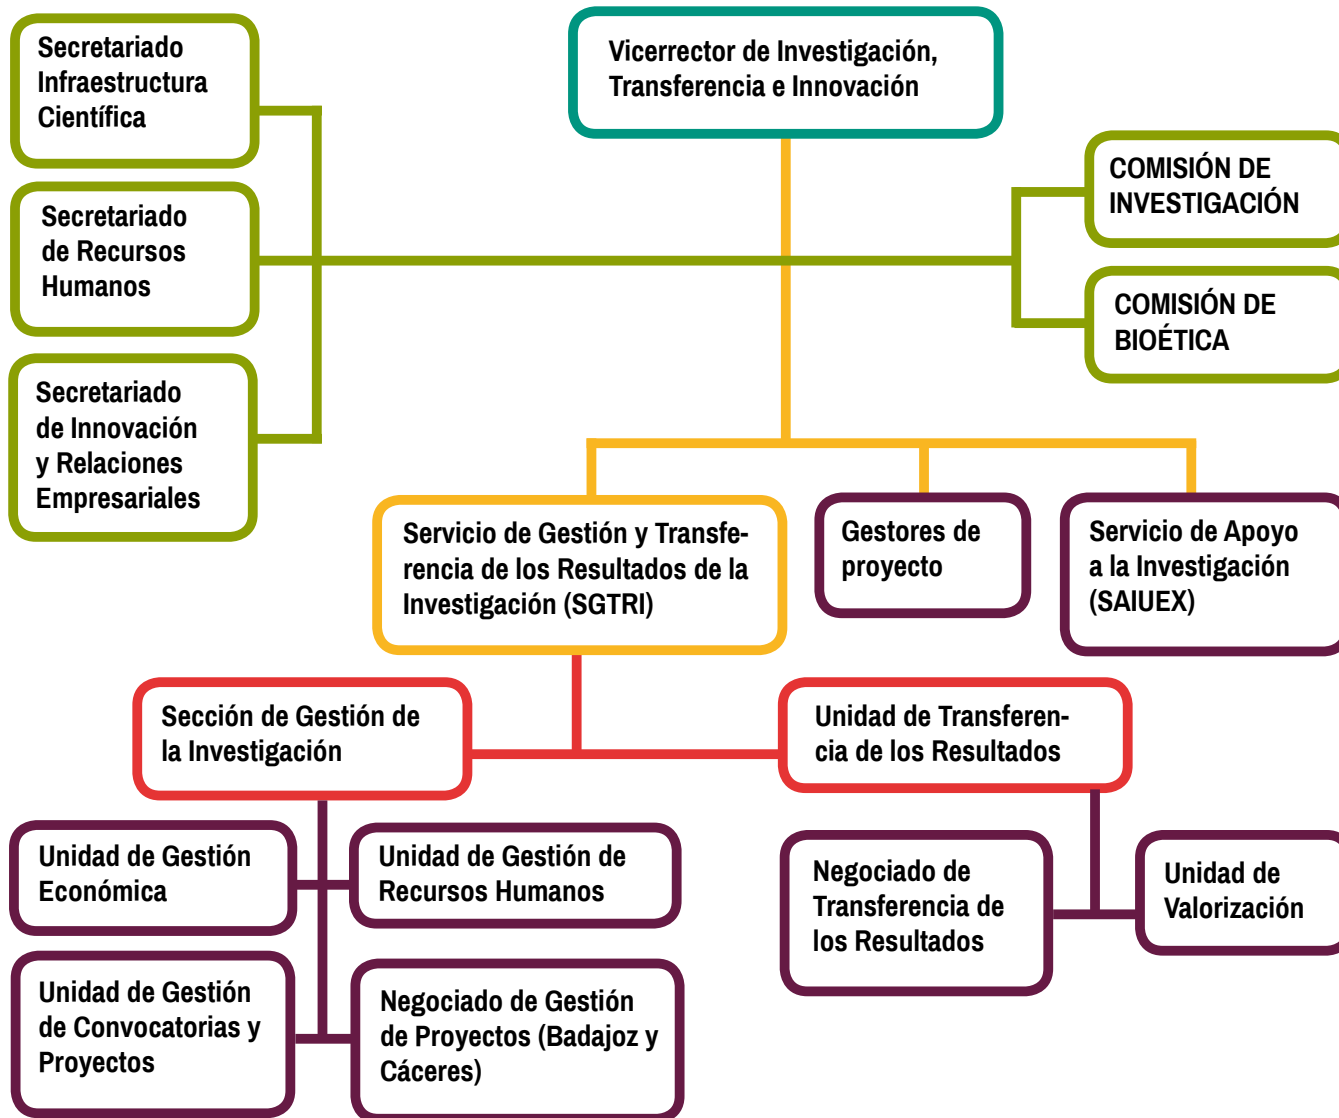 Secretariado
Infraestructura
Científica
Vicerrector de Investigación,
Transferencia e Innovación
COMISIÓN DE
INVESTIGACIÓN
Secretariado
de Recursos
Humanos
COMISIÓN DE
BIOÉTICA
Secretariado
de Innovación
y Relaciones
Empresariales
Servicio de Gestión y Transfe-
rencia de los Resultados de la
Investigación (SGTRI)
Gestores de
proyecto
Servicio de Apoyo
a la Investigación
(SAIUEX)
Sección de Gestión de
la Investigación
Unidad de Transferen-
cia de los Resultados
Unidad de Gestión
Económica
Unidad de Gestión de
Recursos Humanos
Negociado de
Transferencia de
los Resultados
Unidad de
Valorización
Unidad de Gestión
de Convocatorias y
Proyectos
Negociado de Gestión
de Proyectos (Badajoz y
Cáceres)